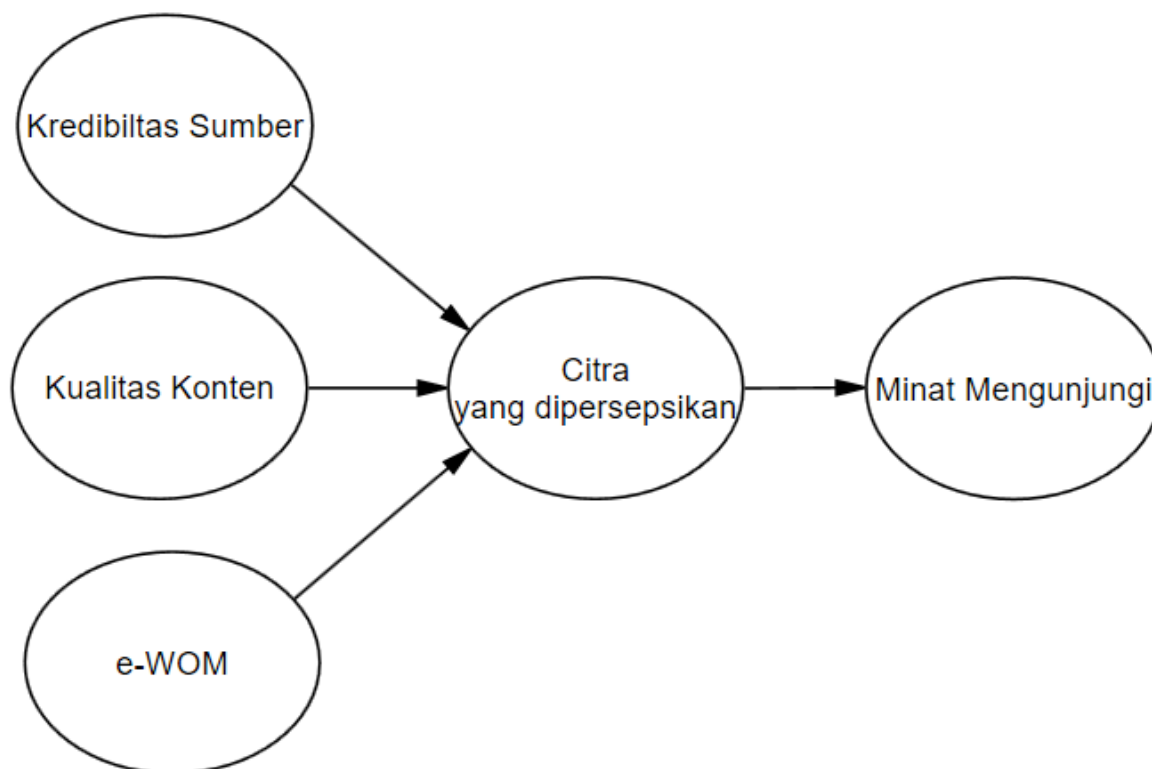 Kredibiltas Sumber
Kualitas Konten
e-WOM
Citra
yang dipersepsikan
Minat Mengunjungi